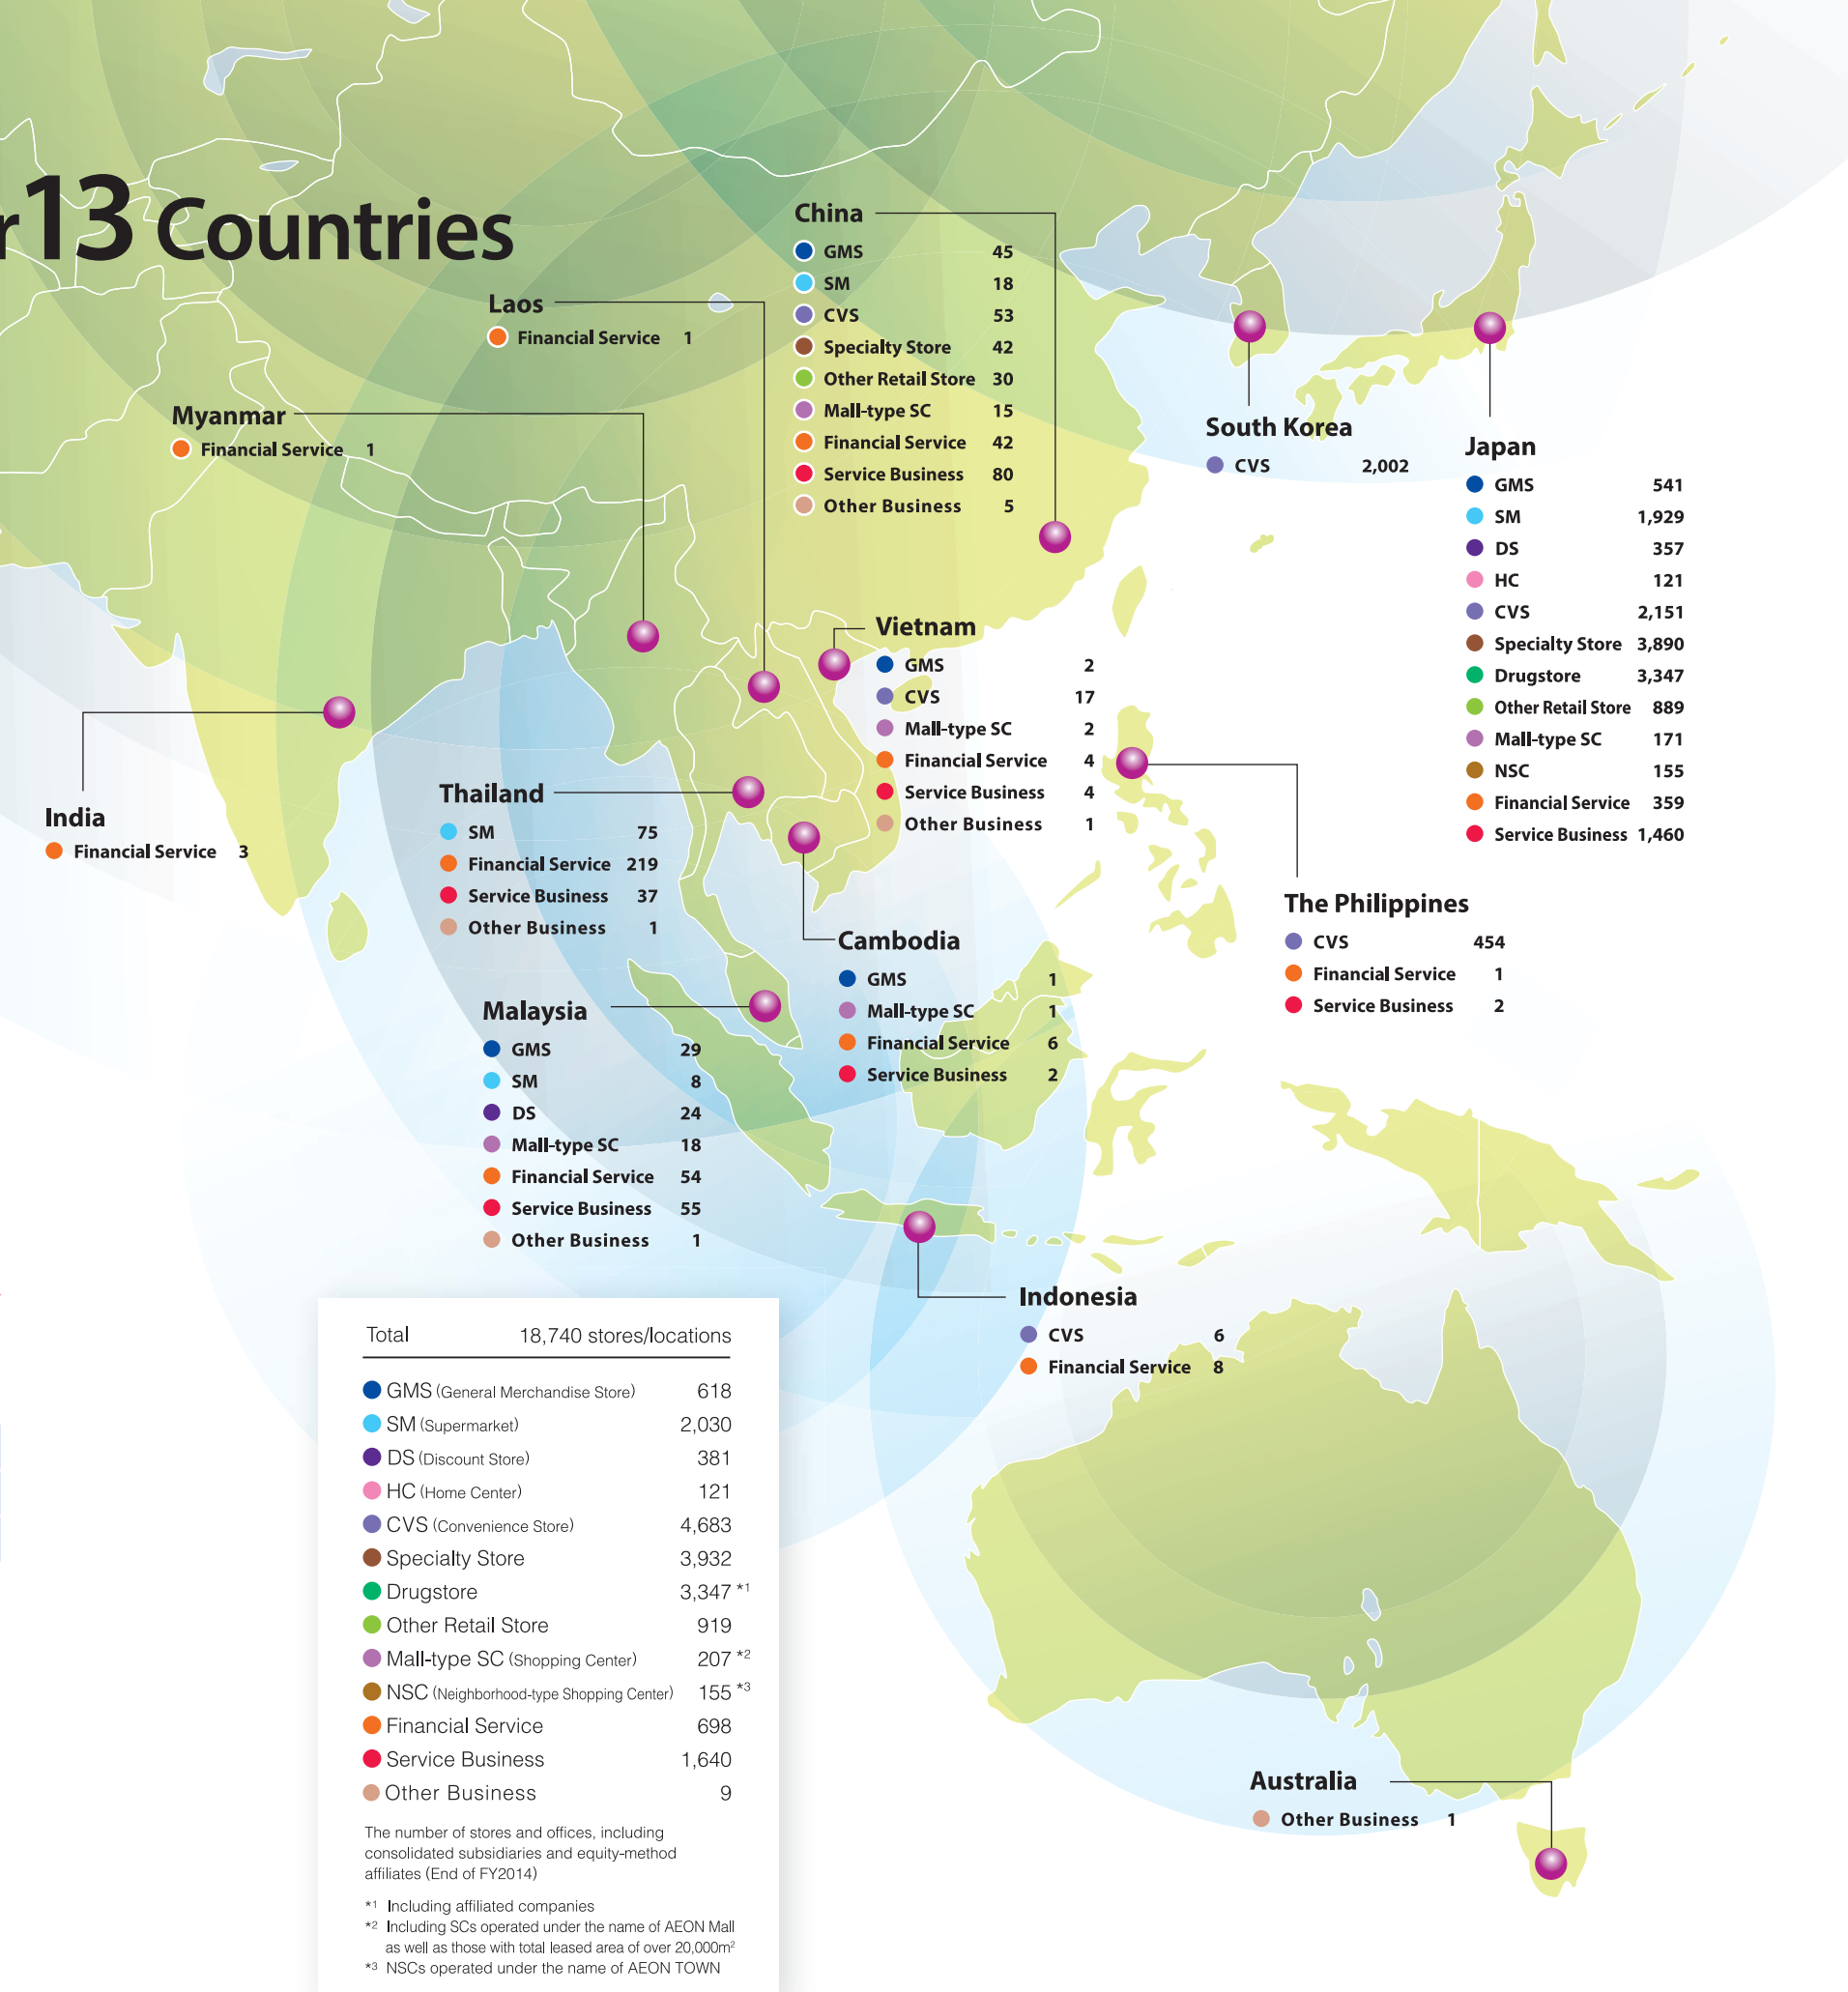 r 13 Countries
China
GMS 45
SM 18
CVS 53
Specialty Store 42
Other Retail Store 30
Mall-type SC 15
Financial Service 42
Service Business 80
Other Business 5
Laos
Financial Service 1
Myanmar
Financial Service 1
South Korea
CVS 2,002
Japan
GMS 541
SM 1,929
DS 357
HC 121
CVS 2,151
Specialty Store 3,890
Drugstore 3,347
Other Retail Store 889
Mall-type SC 171
NSC 155
Financial Service 359
Service Business 1,460
Vietnam
GMS 2
CVS 17
Mall-type SC 2
Financial Service 4
Service Business 4
Other Business 1
India
Financial Service 3
Thailand
SM 75
Financial Service 219
Service Business 37
Other Business 1
The Philippines
CVS 454
Financial Service 1
Service Business 2
Cambodia
GMS 1
Mall-type SC 1
Financial Service 6
Service Business 2
Malaysia
GMS 29
SM 8
DS 24
Mall-type SC 18
Financial Service 54
Service Business 55
Other Business 1
Indonesia
CVS 6
Financial Service 8
Total 18,740 stores/locations
GMS (General Merchandise Store) 618
SM (Supermarket) 2,030
DS (Discount Store) 381
HC (Home Center) 121
CVS (Convenience Store) 4,683
Specialty Store 3,932
Drugstore 3,347 *1
Other Retail Store 919
Mall-type SC (Shopping Center) 207 *2
NSC (Neighborhood-type Shopping Center) 155 *3
Financial Service 698
Service Business 1,640
Other Business 9
The number of stores and offices, including
consolidated subsidiaries and equity-method
affiliates (End of FY2014)
*1 Including affiliated companies
*2 Including SCs operated under the name of AEON Mall
as well as those with total leased area of over 20,000m2
*3 NSCs operated under the name of AEON TOWN
Australia
Other Business 1